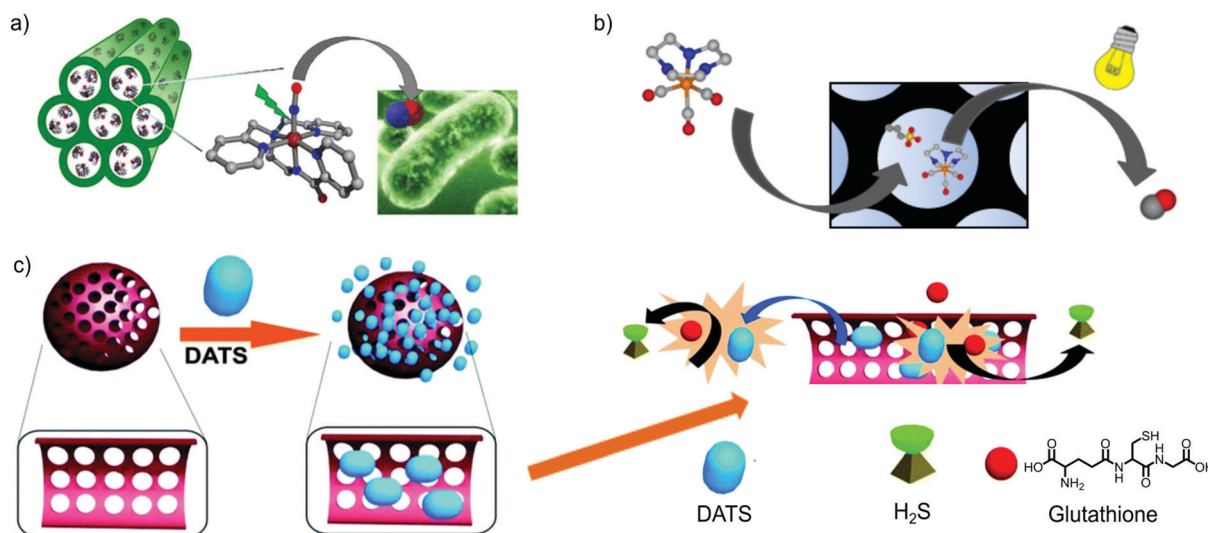 a)
b)
c)
DATS
DATS
H2S
Glutathione
HO
O
NH2
O
N
H
SH
O
H
N
O
OH